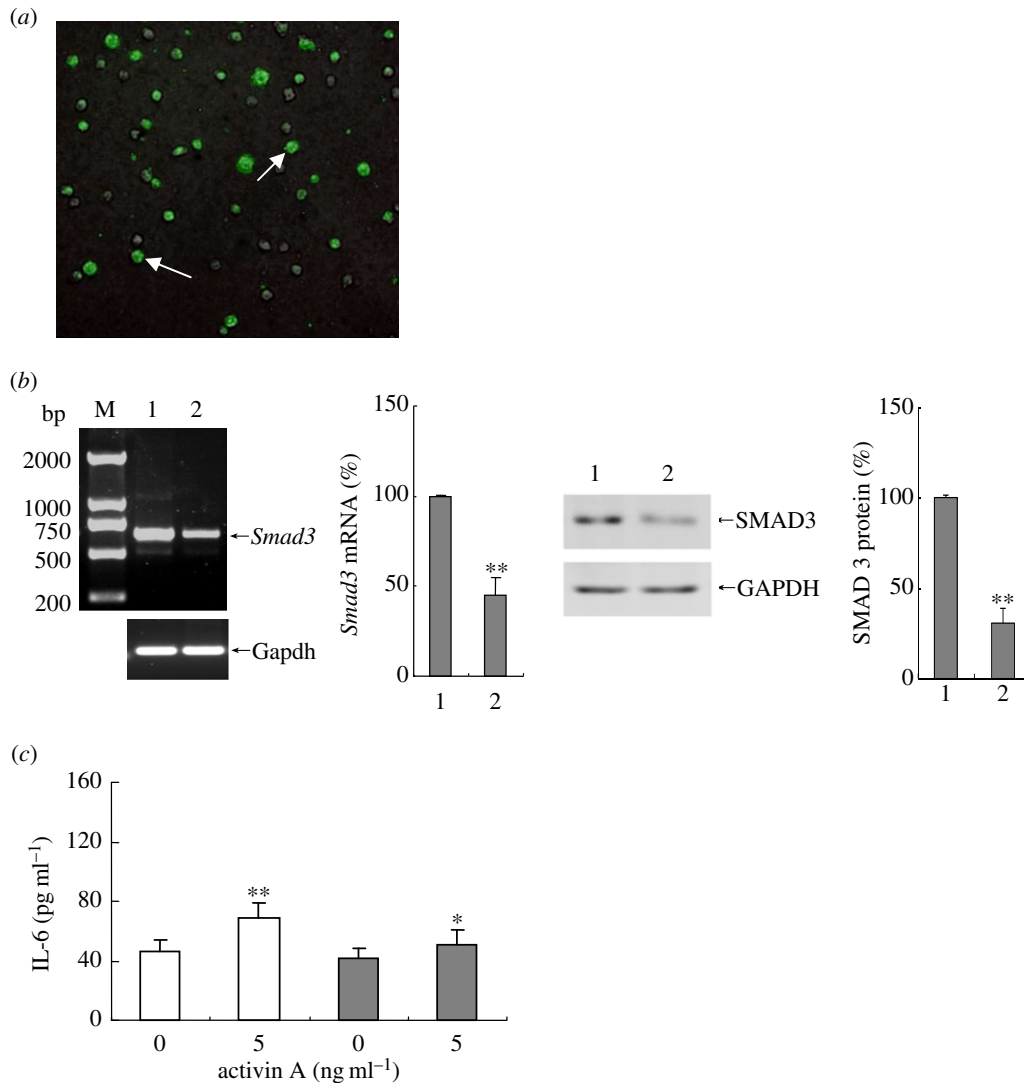 (a)
(b)
bp M 1 2
2000
1000
750
500
200
←Smad3
←Gapdh
Smad3 mRNA (%)
150
100
50
0
**
1 2
1 2
←SMAD3
←GAPDH
SMAD 3 protein (%)
150
100
50
0
**
1 2
(c)
IL-6 (pg ml⁻¹)
160
120
80
40
0
** *
0 5 0 5
activin A (ng ml⁻¹)